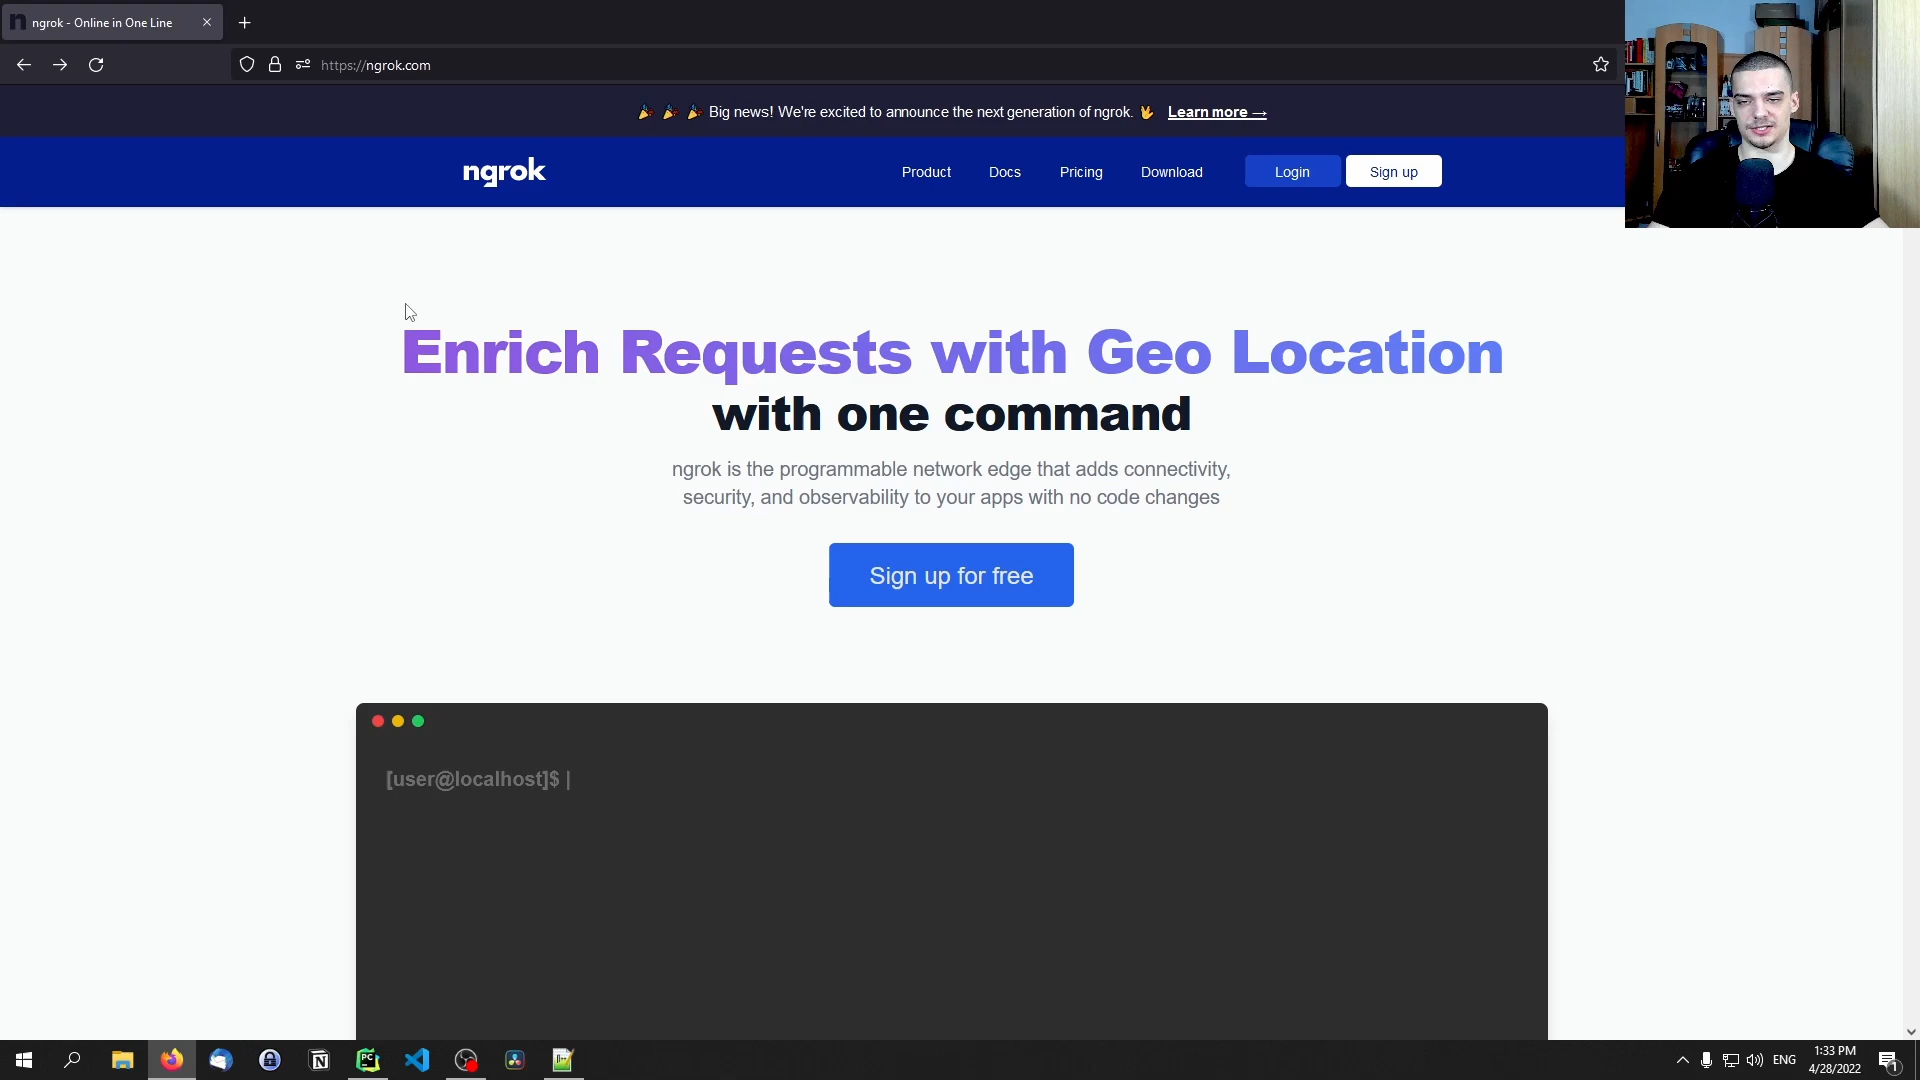 ngrok - Online in One Line
https://ngrok.com
🎉 🎉 🎉 Big news! We're excited to announce the next generation of ngrok. 🖖 Learn more →
ngrok
Product
Docs
Pricing
Download
Login
Sign up
Enrich Requests with Geo Location
with one command
ngrok is the programmable network edge that adds connectivity,
security, and observability to your apps with no code changes
Sign up for free
[user@localhost]$ |
ENG
1:33 PM
4/28/2022
1